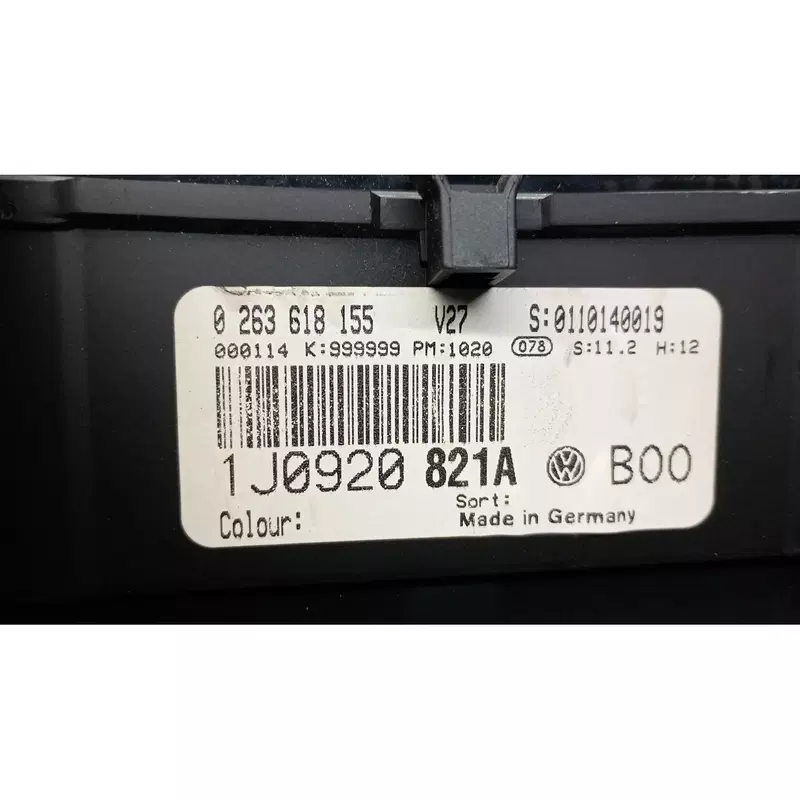 0 263 618 155 V27 S:0110140019
000114 K:999999 PM:1020 078 S:11.2 H:12
1J0920 821A B00
Sort:
Colour: Made in Germany